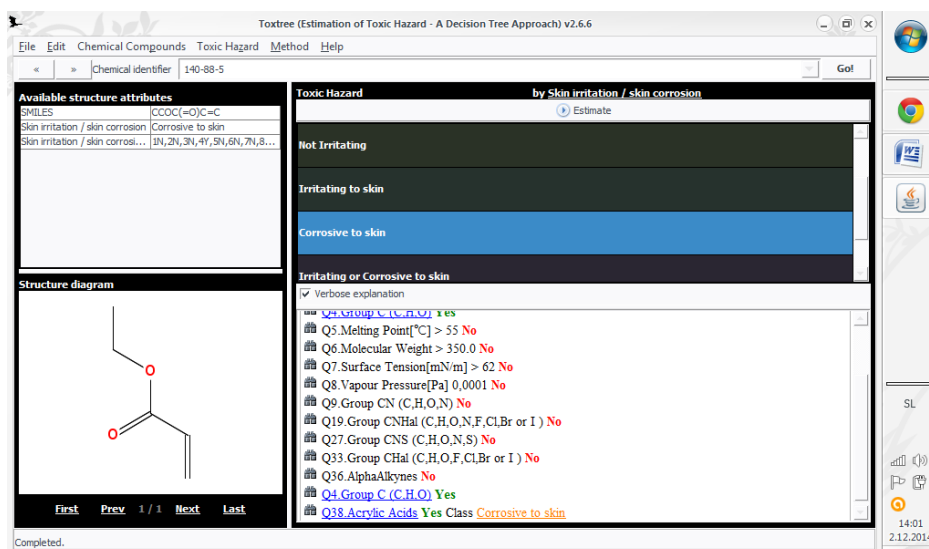 Toxtree (Estimation of Toxic Hazard - A Decision Tree Approach) v2.6.6
File Edit Chemical Compounds Toxic Hazard Method Help
« » Chemical identifier 140-88-5 Go!
Available structure attributes
SMILES CCOC(=O)C=C
Skin irritation / skin corrosion Corrosive to skin
Skin irritation / skin corrosi... 1N,2N,3N,4Y,5N,6N,7N,8...
Structure diagram
O
O
First Prev 1 / 1 Next Last
Completed.
Toxic Hazard by Skin irritation / skin corrosion
Estimate
Not Irritating
Irritating to skin
Corrosive to skin
Irritating or Corrosive to skin
Verbose explanation
Q4.Group C (C,H,O) Yes
Q5.Melting Point[°C] > 55 No
Q6.Molecular Weight > 350.0 No
Q7.Surface Tension[mN/m] > 62 No
Q8.Vapour Pressure[Pa] 0,0001 No
Q9.Group CN (C,H,O,N) No
Q19.Group CNHal (C,H,O,N,F,Cl,Br or I ) No
Q27.Group CNS (C,H,O,N,S) No
Q33.Group CHal (C,H,O,F,Cl,Br or I ) No
Q36.AlphaAlkynes No
Q4.Group C (C,H,O) Yes
Q38.Acrylic Acids Yes Class Corrosive to skin
W
SL
14:01
2.12.2014